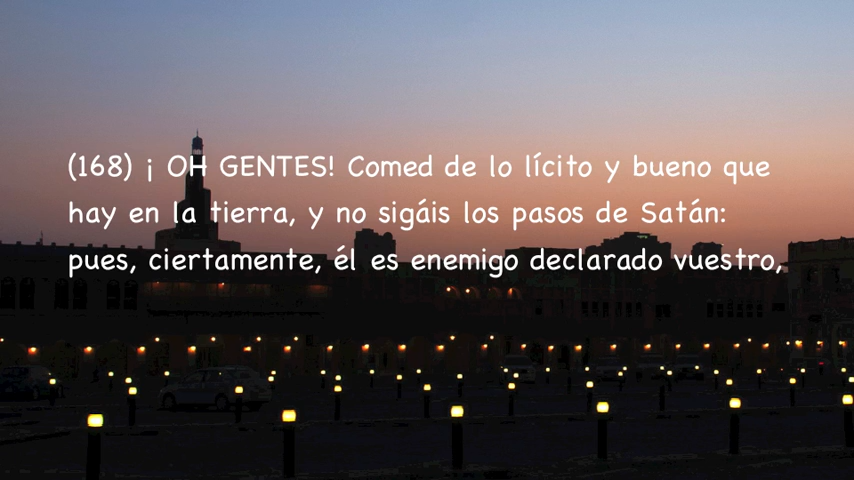 (168) ¡ OH GENTES! Comed de lo lícito y bueno que
hay en la tierra, y no sigáis los pasos de Satán:
pues, ciertamente, él es enemigo declarado vuestro,